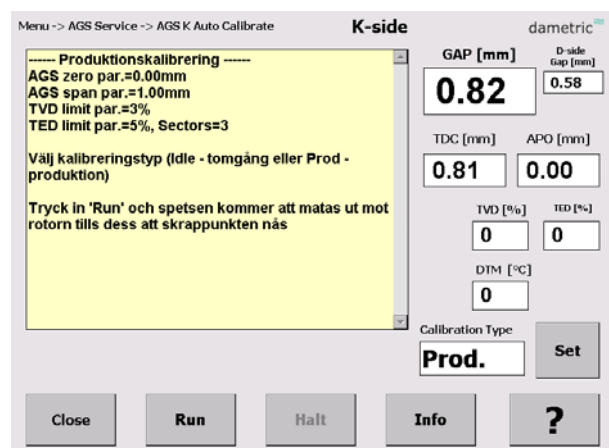 Menu -> AGS Service -> AGS K Auto Calibrate
K-side
dametric
------ Produktionskalibrering ------
AGS zero par.=0.00mm
AGS span par.=1.00mm
TVD limit par.=3%
TED limit par.=5%, Sectors=3
Välj kalibreringstyp (Idle - tomgång eller Prod -
produktion)
Tryck in 'Run' och spetsen kommer att matas ut mot
rotorn tills dess att skrappunkten nås
GAP [mm]
0.82
D-side
Gap [mm]
0.58
TDC [mm]
0.81
APO [mm]
0.00
TVD [%]
0
TED [%]
0
DTM [°C]
0
Calibration Type
Prod.
Set
Close
Run
Halt
Info
?